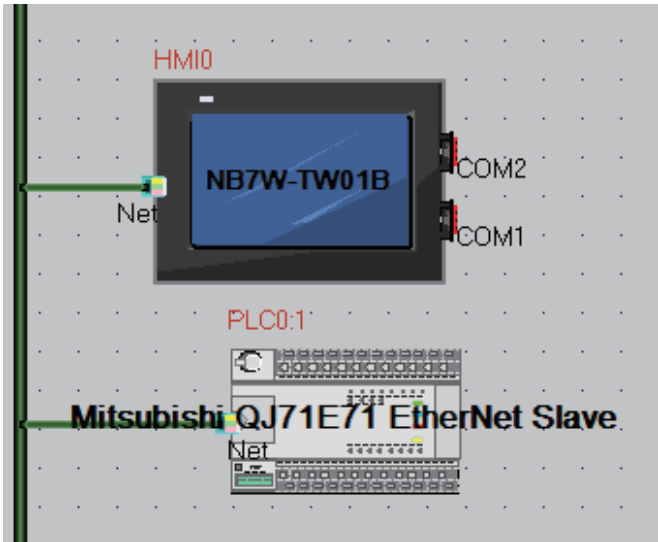 HMI0
NB7W-TW01B
COM2
Net
COM1
PLC0:1
Mitsubishi QJ71E71 EtherNet Slave
Net